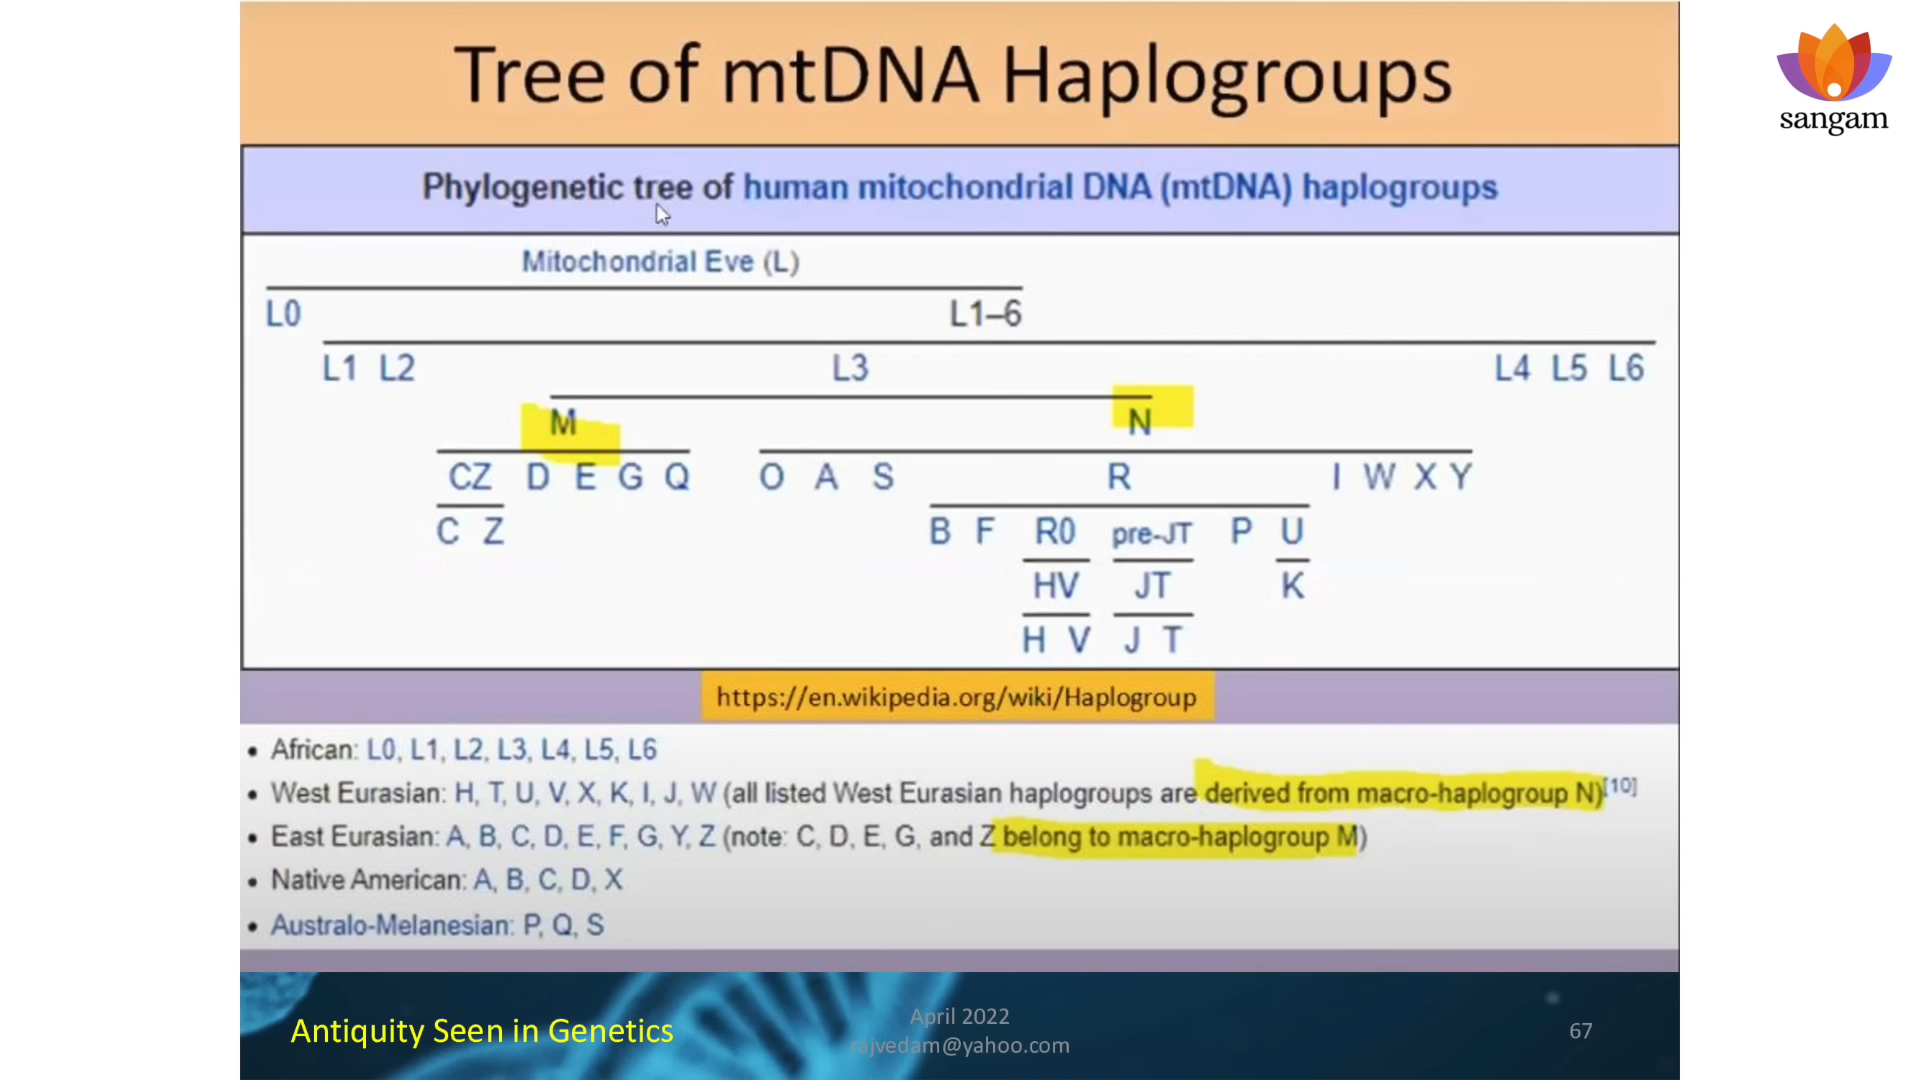 Tree of mtDNA Haplogroups
sangam
Phylogenetic tree of human mitochondrial DNA (mtDNA) haplogroups
Mitochondrial Eve (L)
L0 L1–6
L1 L2 L3 L4 L5 L6
M N
CZ D E G Q O A S R I W X Y
C Z B F R0 pre-JT P U
HV JT K
H V J T
https://en.wikipedia.org/wiki/Haplogroup
• African: L0, L1, L2, L3, L4, L5, L6
• West Eurasian: H, T, U, V, X, K, I, J, W (all listed West Eurasian haplogroups are derived from macro-haplogroup N)[10]
• East Eurasian: A, B, C, D, E, F, G, Y, Z (note: C, D, E, G, and Z belong to macro-haplogroup M)
• Native American: A, B, C, D, X
• Australo-Melanesian: P, Q, S
Antiquity Seen in Genetics
April 2022
rajvedam@yahoo.com
67